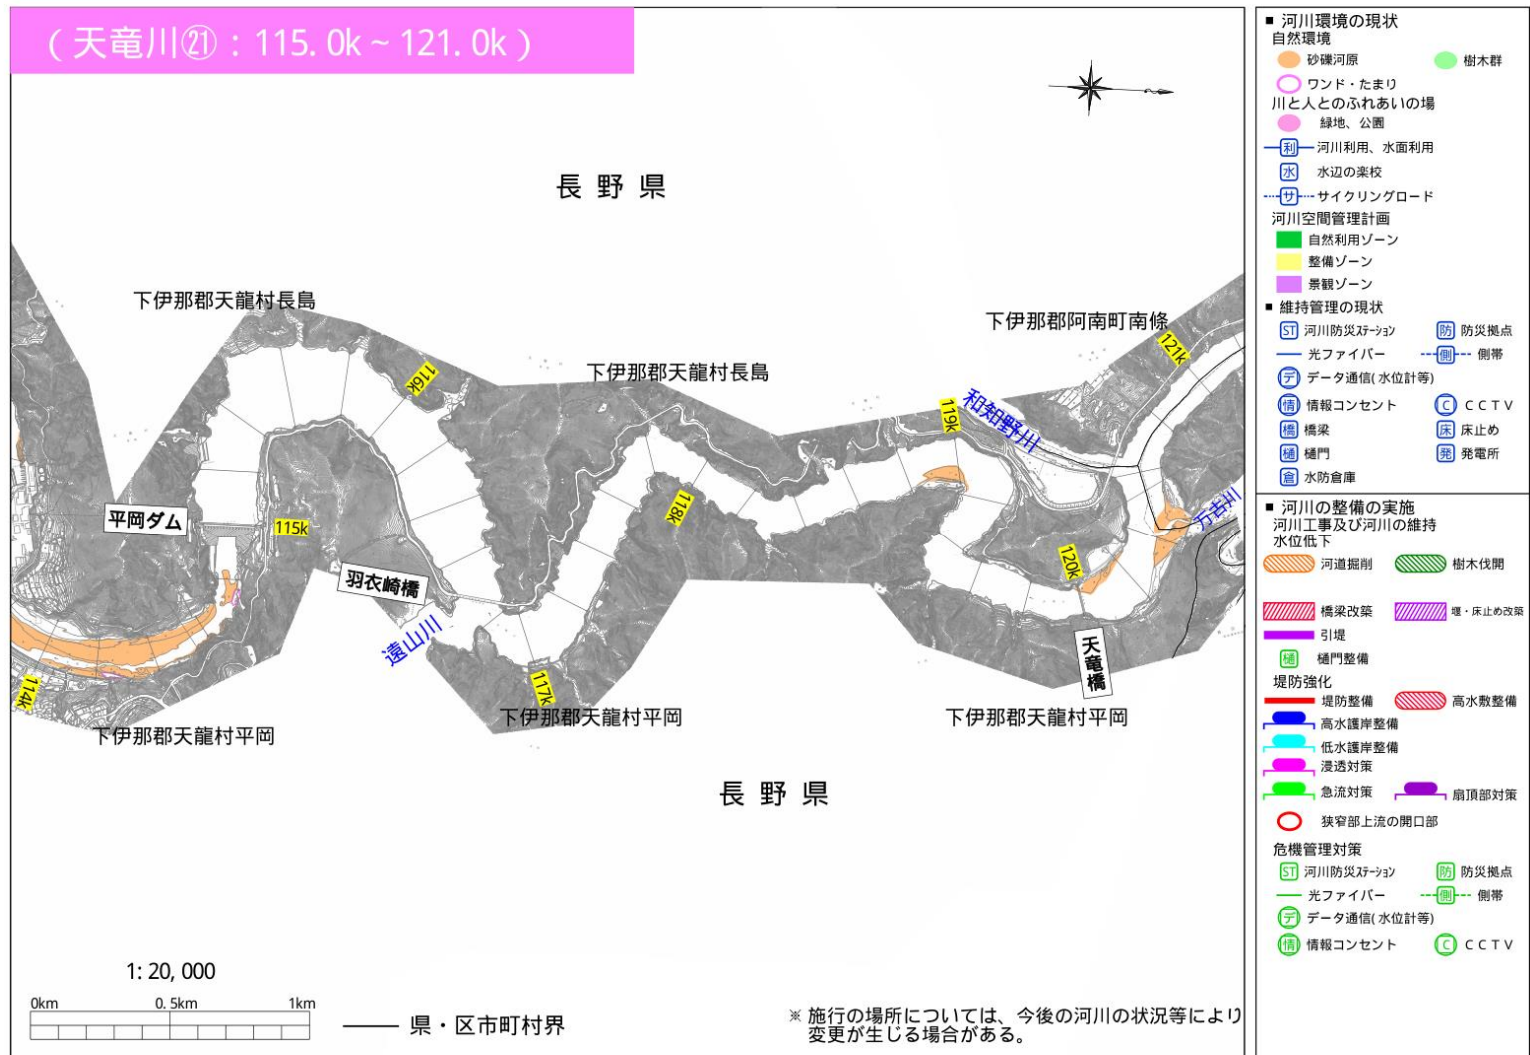 (天竜川㉑:115.0k~121.0k)
長野県
下伊那郡天龍村長島
下伊那郡阿南町南條
121k
116k
下伊那郡天龍村長島
119k
和知野川
118k
万古川
平岡ダム
115k
120k
羽衣崎橋
遠山川
天竜橋
117k
114k
下伊那郡天龍村平岡
下伊那郡天龍村平岡
下伊那郡天龍村平岡
長野県
1:20,000
0km 0.5km 1km
県・区市町村界
※ 施行の場所については、今後の河川の状況等により
変更が生じる場合がある。
■ 河川環境の現状
自然環境
砂礫河原 樹木群
ワンド・たまり
川と人とのふれあいの場
緑地、公園
利 河川利用、水面利用
水 水辺の楽校
サ サイクリングロード
河川空間管理計画
自然利用ゾーン
整備ゾーン
景観ゾーン
■ 維持管理の現状
ST 河川防災ステーション 防 防災拠点
光ファイバー 側 側帯
デ データ通信(水位計等)
情 情報コンセント C CCTV
橋 橋梁 床 床止め
樋 樋門 発 発電所
倉 水防倉庫
■ 河川の整備の実施
河川工事及び河川の維持
水位低下
河道掘削 樹木伐開
橋梁改築 堰・床止め改築
引堤
樋 樋門整備
堤防強化
堤防整備 高水敷整備
高水護岸整備
低水護岸整備
浸透対策
急流対策 扇頂部対策
狭窄部上流の開口部
危機管理対策
ST 河川防災ステーション 防 防災拠点
光ファイバー 側 側帯
デ データ通信(水位計等)
情 情報コンセント C CCTV